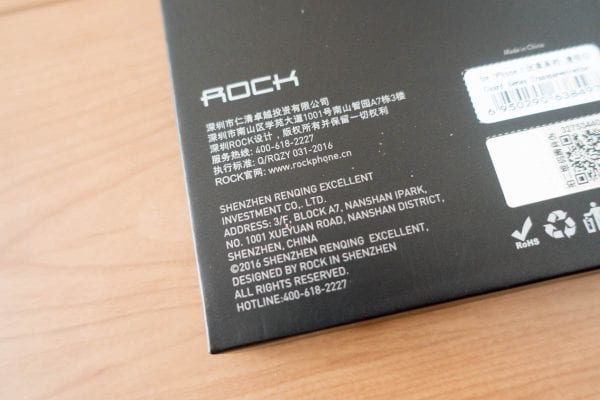 Made in China
ROCK
深圳市仁清卓越投资有限公司
深圳市南山区学苑大道1001号南山智园A7栋3楼
深圳ROCK设计，版权所有并保留一切权利
服务热线: 400-618-2227
执行标准: Q/RQZY 031-2016
ROCK官网: www.rockphone.cn
SHENZHEN RENQING EXCELLENT
INVESTMENT CO,. LTD.
ADDRESS: 3/F, BLOCK A7, NANSHAN IPARK,
NO. 1001 XUEYUAN ROAD, NANSHAN DISTRICT,
SHENZHEN, CHINA
©2016 SHENZHEN RENQING EXCELLENT,
DESIGNED BY ROCK IN SHENZHEN
ALL RIGHTS RESERVED.
HOTLINE:400-618-2227
RoHS